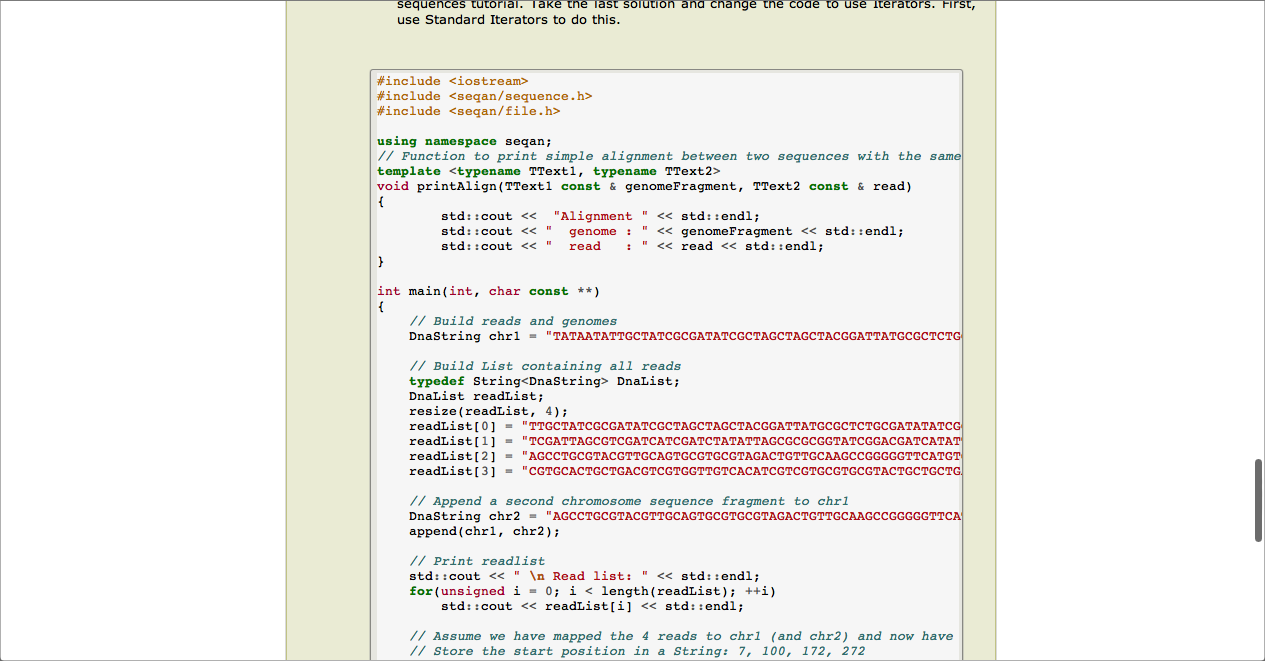 sequences tutorial. Take the last solution and change the code to use Iterators. First,
use Standard Iterators to do this.
#include <iostream>
#include <seqan/sequence.h>
#include <seqan/file.h>
using namespace seqan;
// Function to print simple alignment between two sequences with the same
template <typename TText1, typename TText2>
void printAlign(TText1 const & genomeFragment, TText2 const & read)
{
std::cout <<  "Alignment " << std::endl;
std::cout << "  genome : " << genomeFragment << std::endl;
std::cout << "  read   : " << read << std::endl;
}
int main(int, char const **)
{
// Build reads and genomes
DnaString chr1 = "TATAATATTGCTATCGCGATATCGCTAGCTAGCTACGGATTATGCGCTCTG
// Build List containing all reads
typedef String<DnaString> DnaList;
DnaList readList;
resize(readList, 4);
readList[0] = "TTGCTATCGCGATATCGCTAGCTAGCTACGGATTATGCGCTCTGCGATATATCG
readList[1] = "TCGATTAGCGTCGATCATCGATCTATATTAGCGCGCGGTATCGGACGATCATAT
readList[2] = "AGCCTGCGTACGTTGCAGTGCGTGCGTAGACTGTTGCAAGCCGGGGGTTCATGT
readList[3] = "CGTGCACTGCTGACGTCGTGGTTGTCACATCGTCGTGCGTGCGTACTGCTGCTG
// Append a second chromosome sequence fragment to chr1
DnaString chr2 = "AGCCTGCGTACGTTGCAGTGCGTGCGTAGACTGTTGCAAGCCGGGGGTTCA
append(chr1, chr2);
// Print readlist
std::cout << " \n Read list: " << std::endl;
for(unsigned i = 0; i < length(readList); ++i)
std::cout << readList[i] << std::endl;
// Assume we have mapped the 4 reads to chr1 (and chr2) and now have
// Store the start position in a String: 7, 100, 172, 272